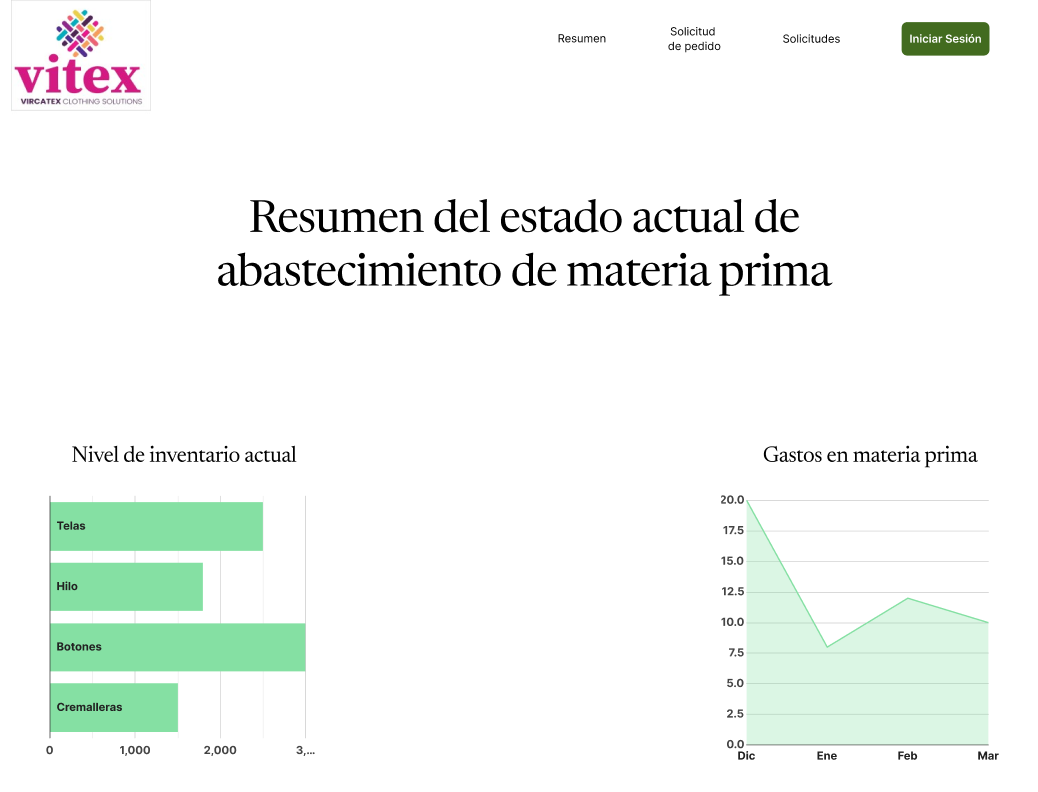 vitex
VIRCATEX CLOTHING SOLUTIONS
Resumen
Solicitud
de pedido
Solicitudes
Iniciar Sesión
Resumen del estado actual de
abastecimiento de materia prima
Nivel de inventario actual
Telas
Hilo
Botones
Cremalleras
0 1,000 2,000 3,...
Gastos en materia prima
20.0
17.5
15.0
12.5
10.0
7.5
5.0
2.5
0.0
Dic Ene Feb Mar